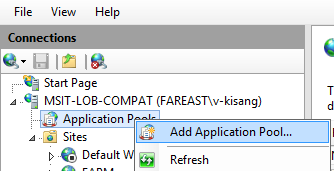 File View Help
Connections
Start Page
MSIT-LOB-COMPAT (FAREAST\v-kisang)
Application Pools
Add Application Pool...
Sites
Default W
Refresh